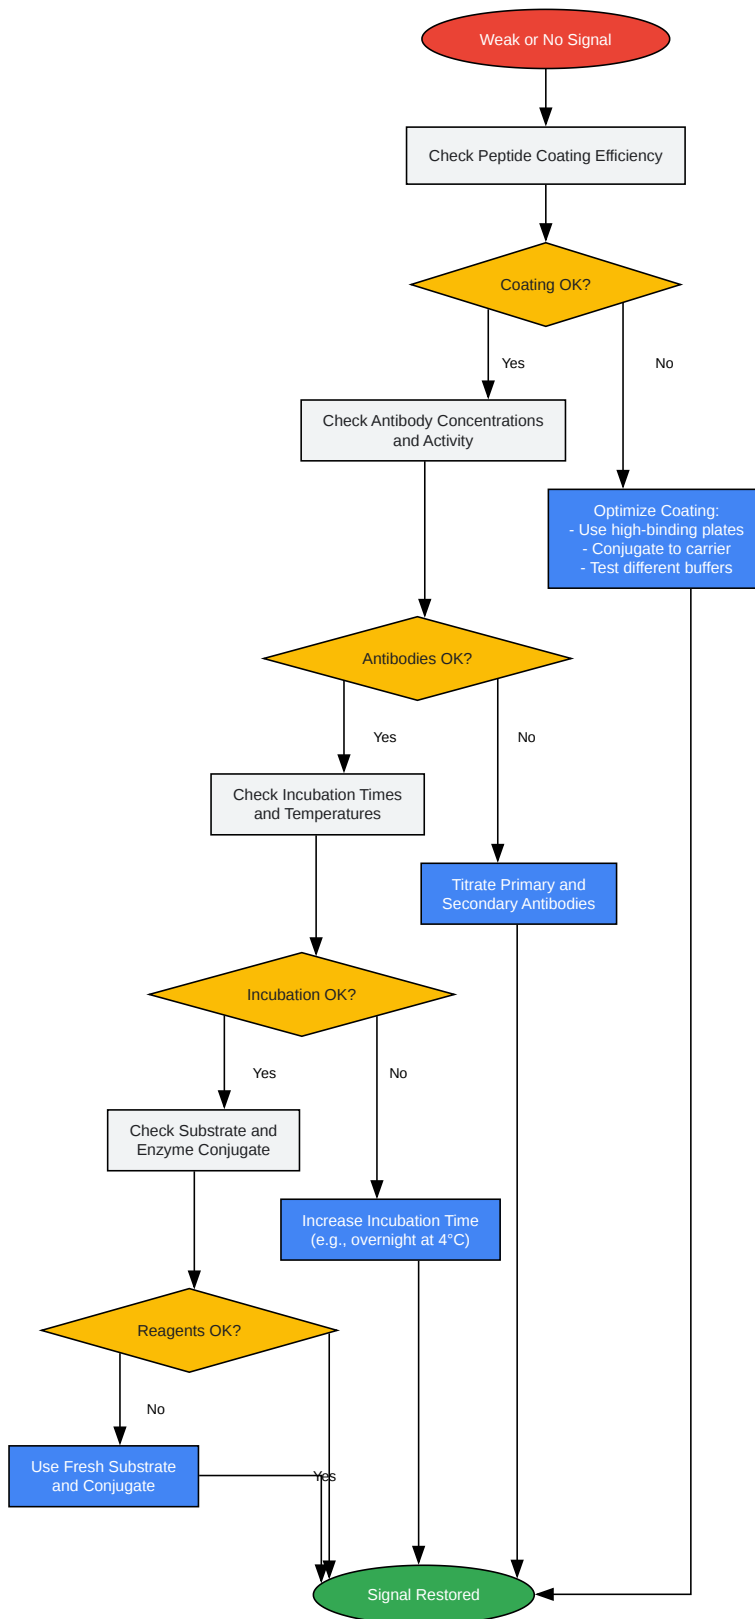 Weak or No Signal
Check Peptide Coating Efficiency
Coating OK?
Yes
No
Check Antibody Concentrations
and Activity
Optimize Coating:
- Use high-binding plates
- Conjugate to carrier
- Test different buffers
Antibodies OK?
Yes
No
Check Incubation Times
and Temperatures
Titrate Primary and
Secondary Antibodies
Incubation OK?
Yes
No
Check Substrate and
Enzyme Conjugate
Increase Incubation Time
(e.g., overnight at 4°C)
Reagents OK?
No
Yes
Use Fresh Substrate
and Conjugate
Signal Restored